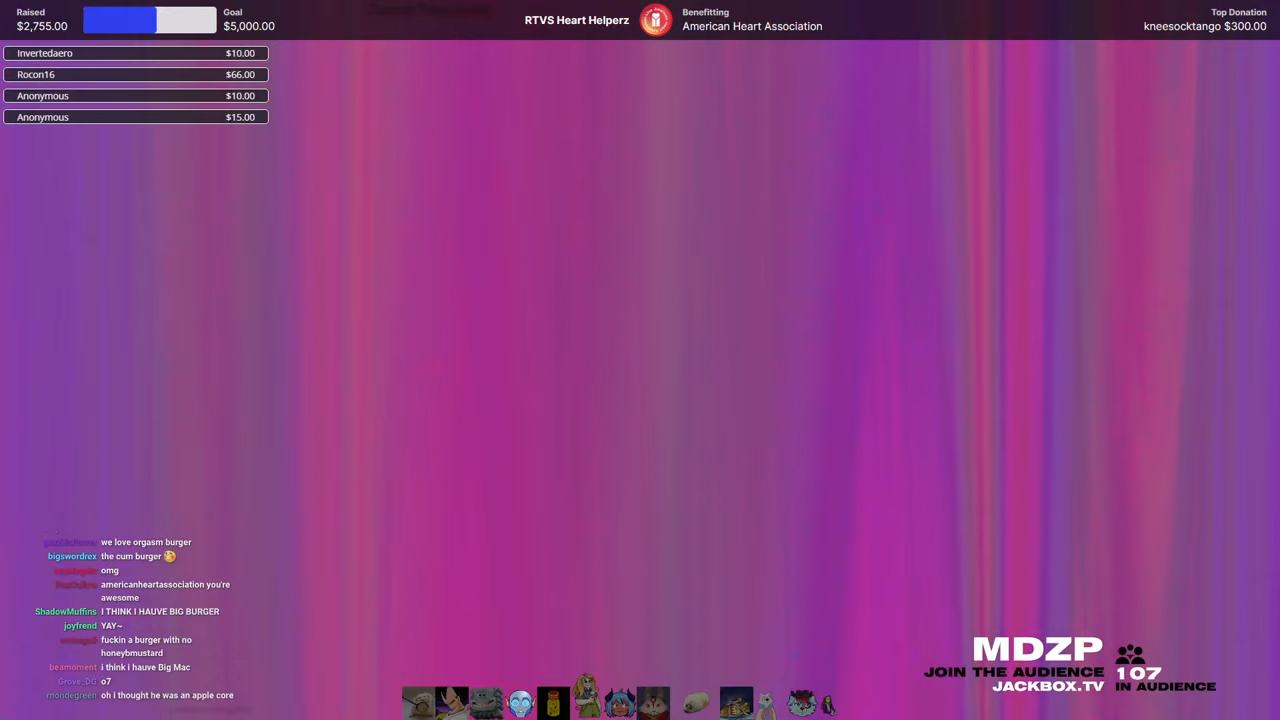 Raised
$2,755.00
Goal
$5,000.00
RTVS Heart Helperz
Benefitting
American Heart Association
Top Donation
kneesocktango $300.00
Invertedaero $10.00
Rocon16 $66.00
Anonymous $10.00
Anonymous $15.00
we love orgasm burger
bigswordrex the cum burger
omg
americanheartassociation you're
awesome
ShadowMuffins I THINK I HAUVE BIG BURGER
joyfrend YAY~
fuckin a burger with no
honeybmustard
beamoment i think i hauve Big Mac
Grove_DG o7
mondegreen oh i thought he was an apple core
MDZP
JOIN THE AUDIENCE
JACKBOX.TV
107
IN AUDIENCE